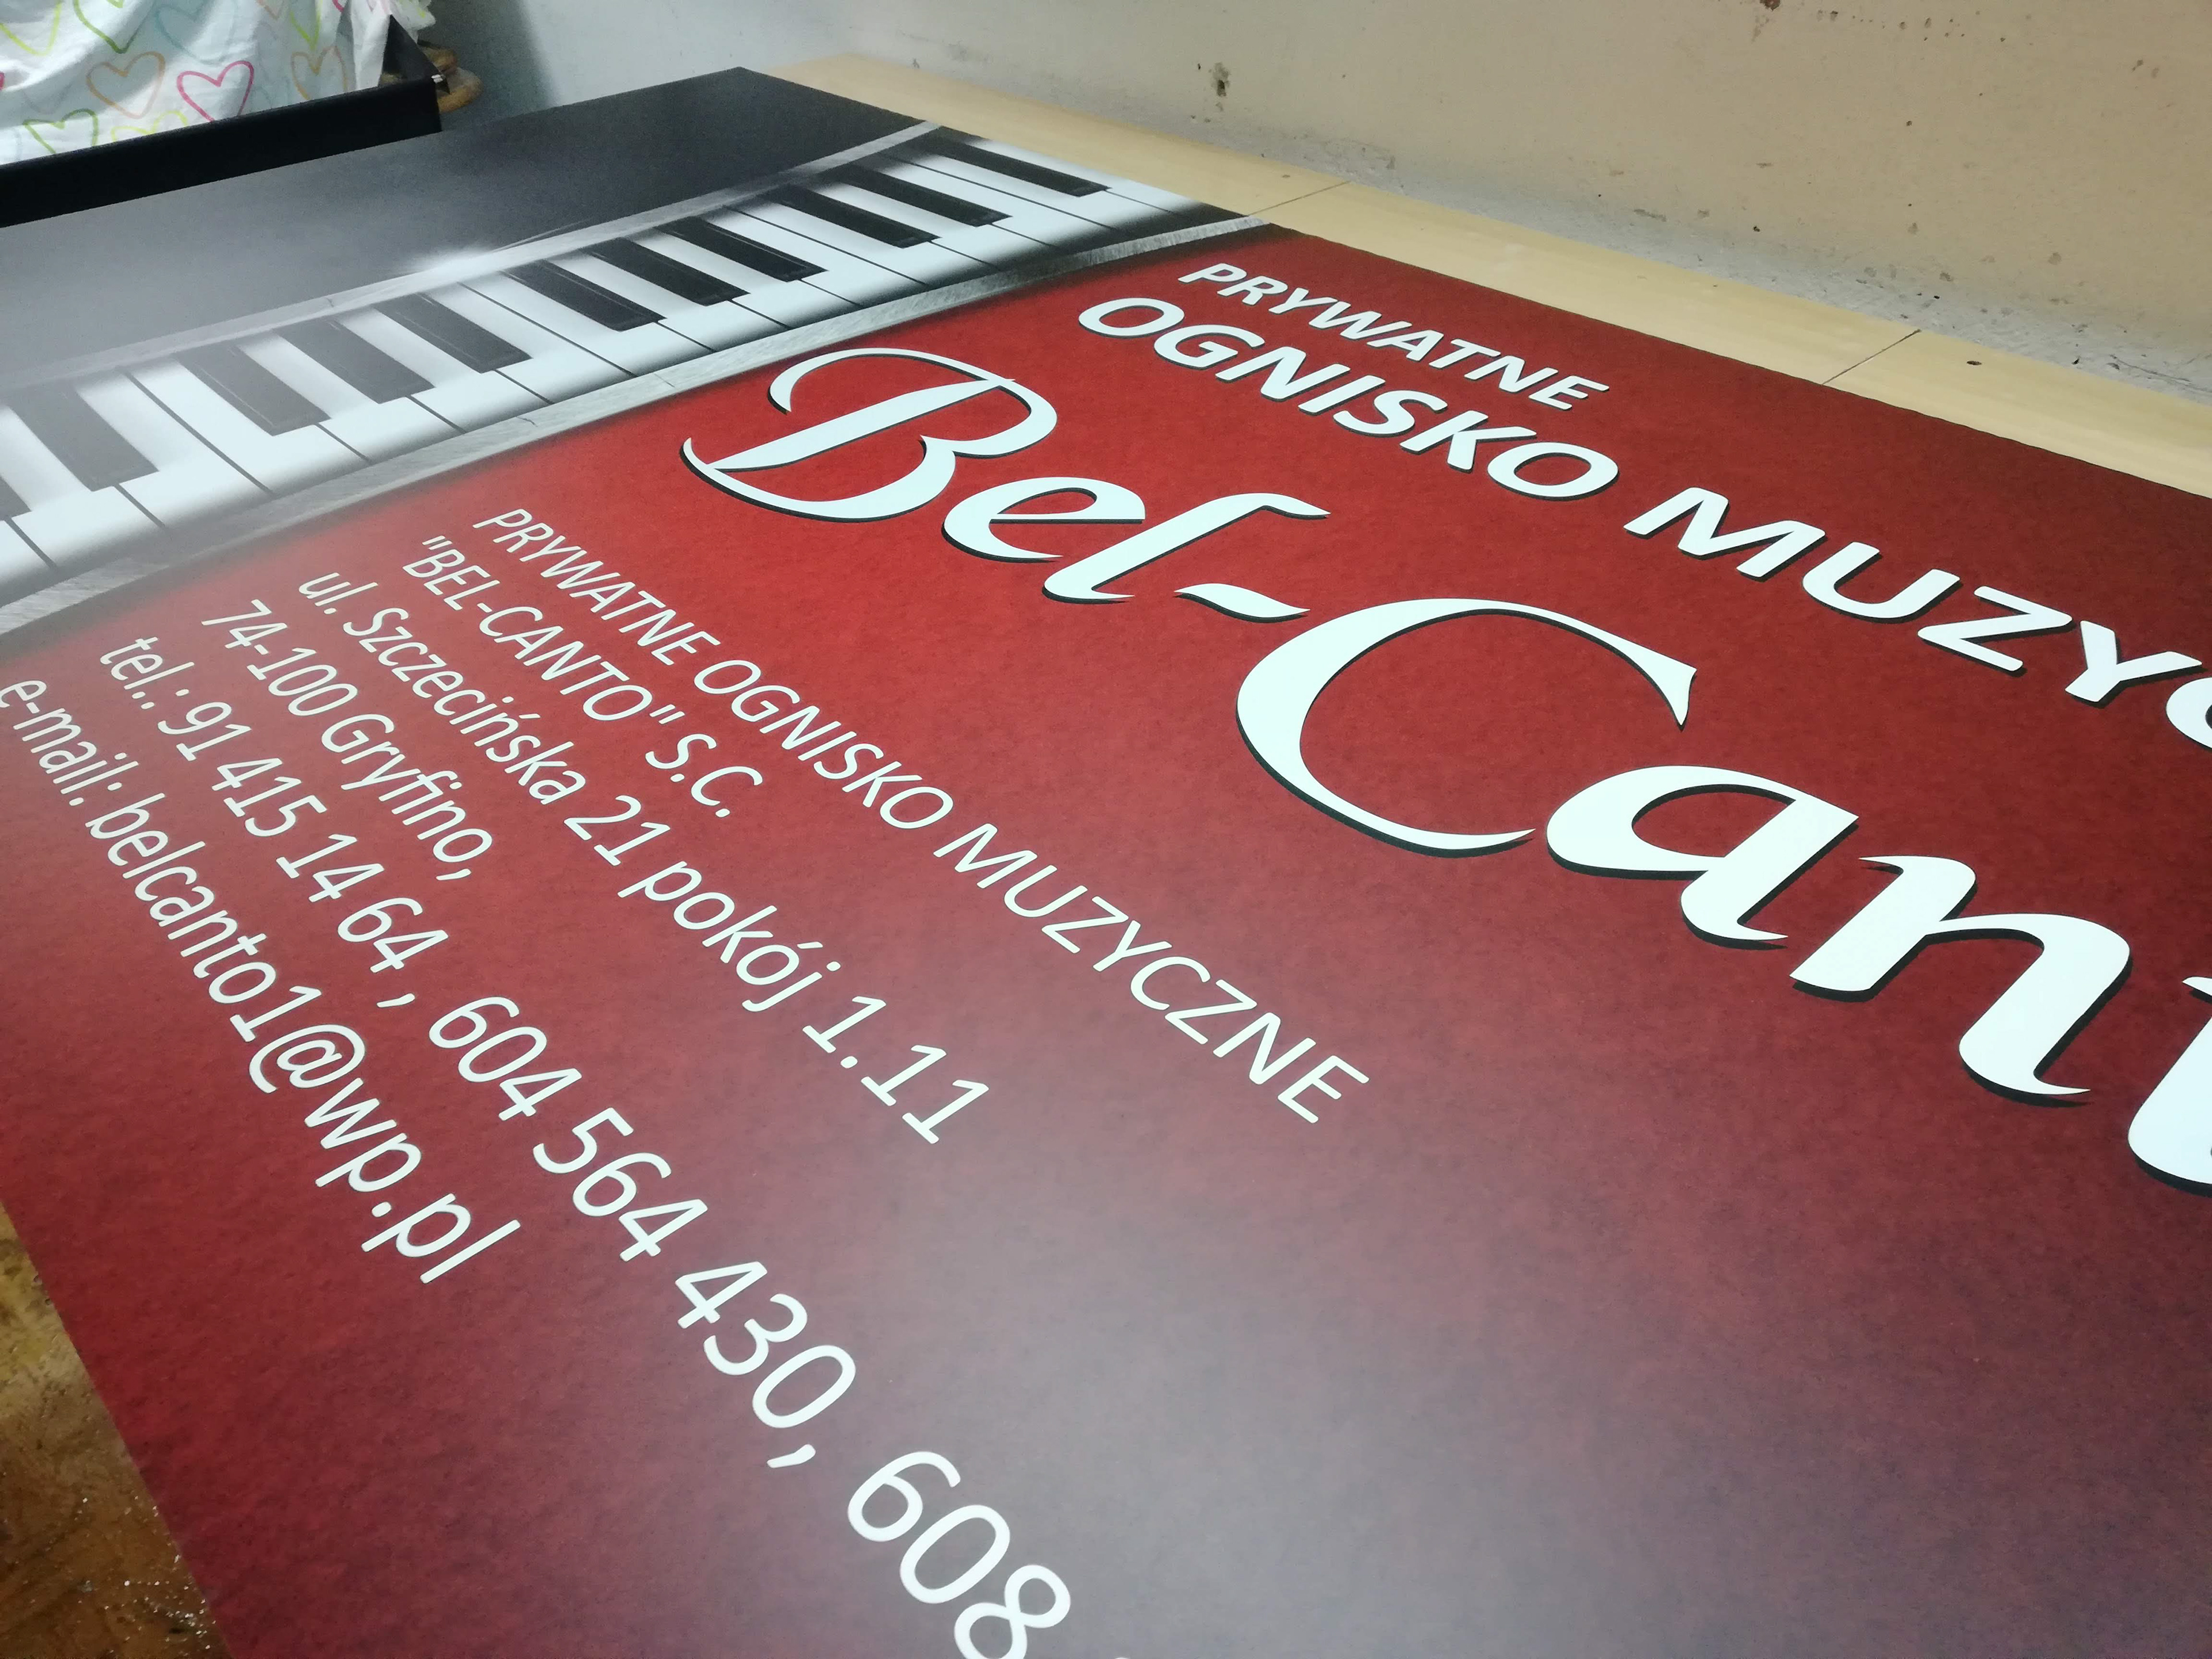 PRYWATNE
OGNISKO MUZYC
Bel-Cant
PRYWATNE OGNISKO MUZYCZNE
"BEL-CANTO" S.C.
ul. Szczecińska 21 pokój 1.11
74-100 Gryfino,
tel.: 91 415 14 64 , 604 564 430, 608
e-mail: belcanto1@wp.pl